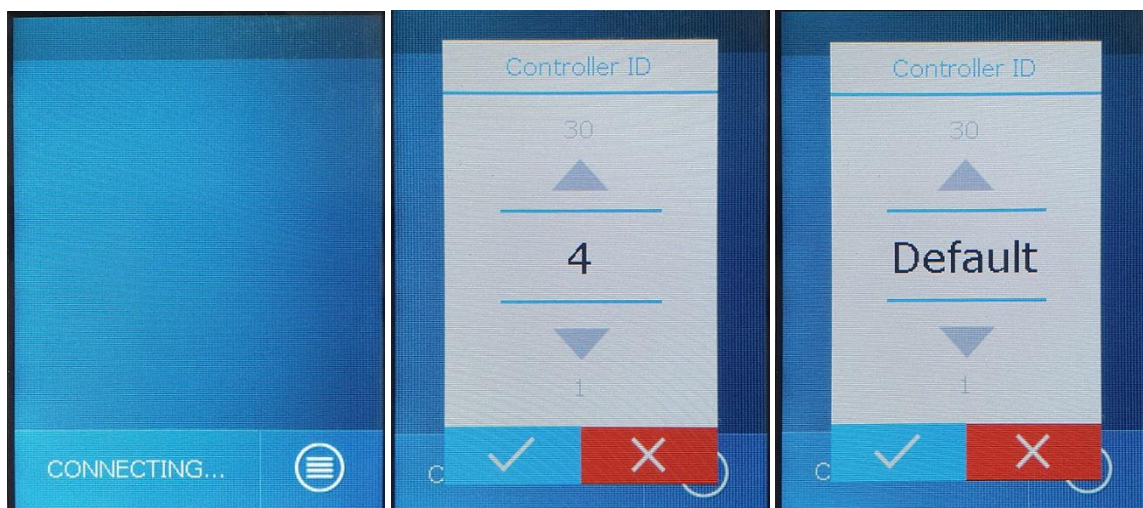 CONNECTING...
Controller ID
30
4
1
C
Controller ID
30
Default
1
C